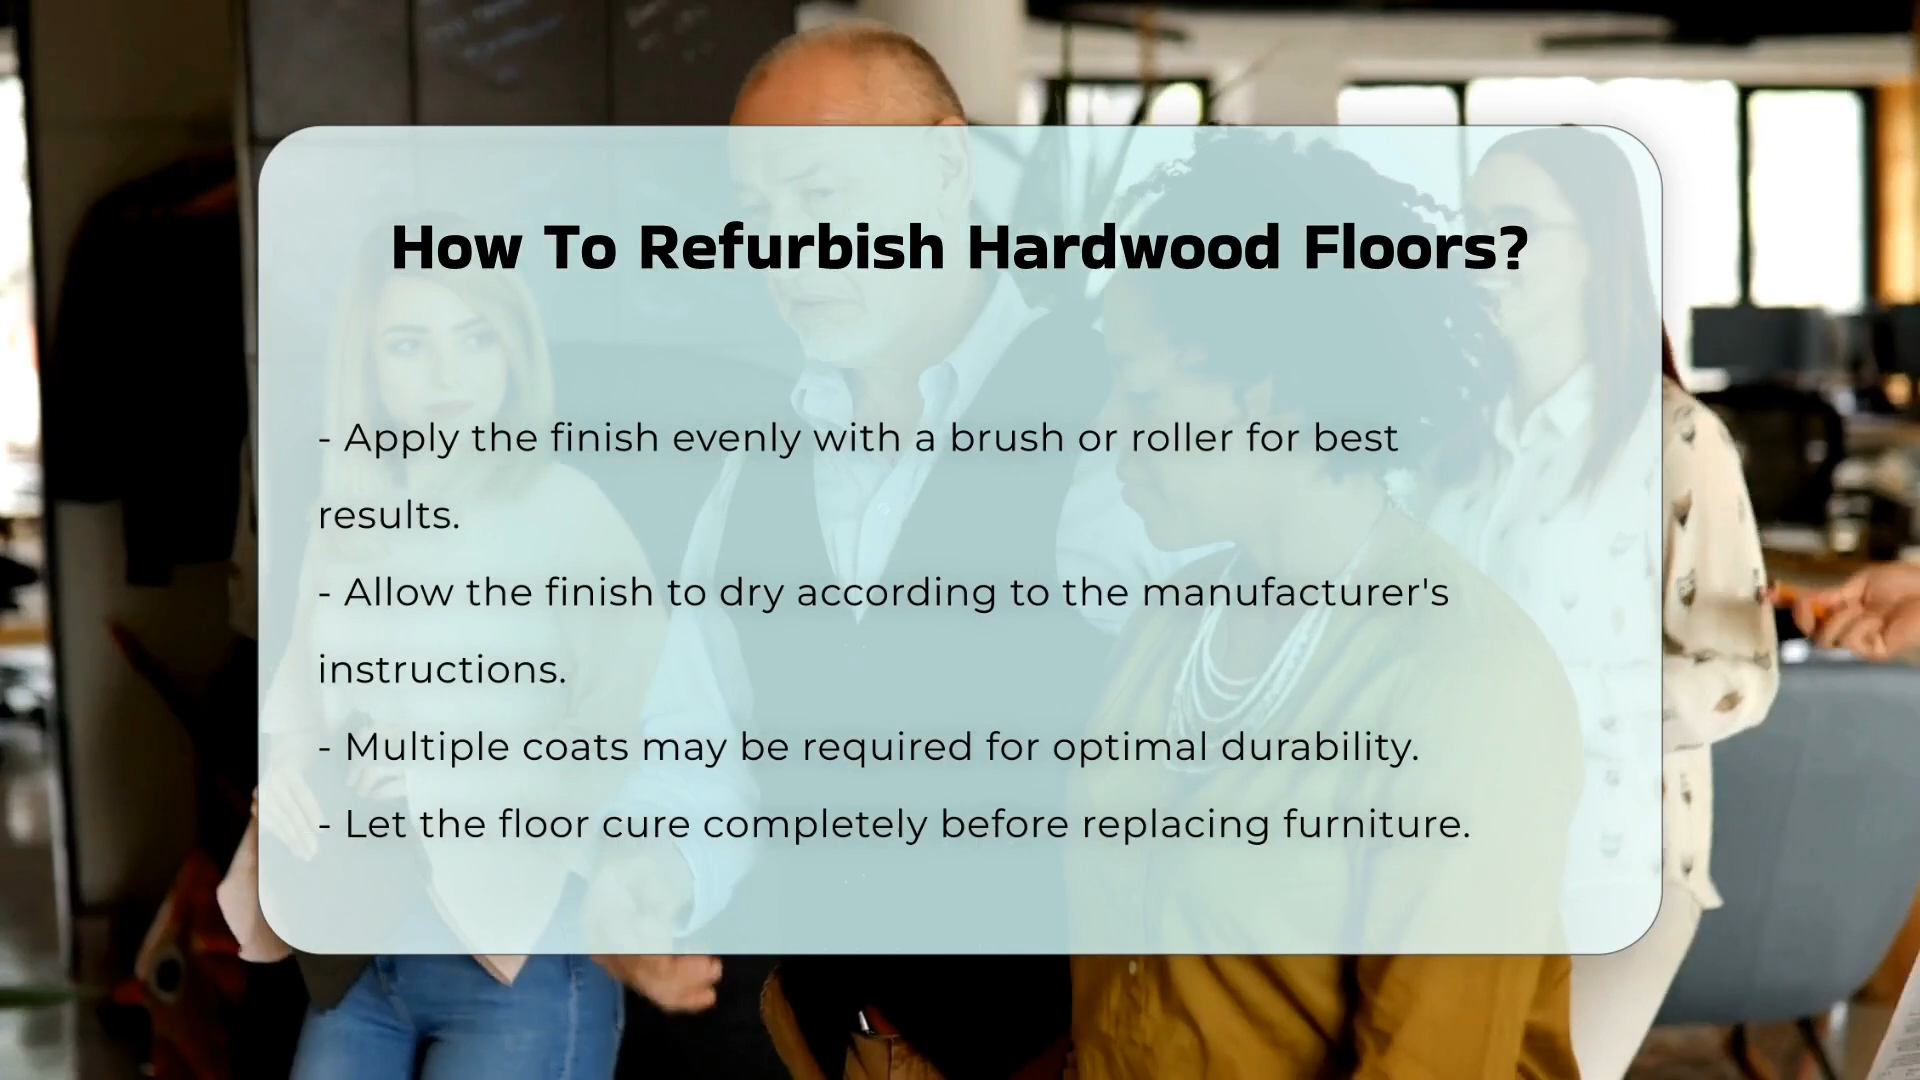 How To Refurbish Hardwood Floors?
- Apply the finish evenly with a brush or roller for best
results.
- Allow the finish to dry according to the manufacturer's
instructions.
- Multiple coats may be required for optimal durability.
- Let the floor cure completely before replacing furniture.